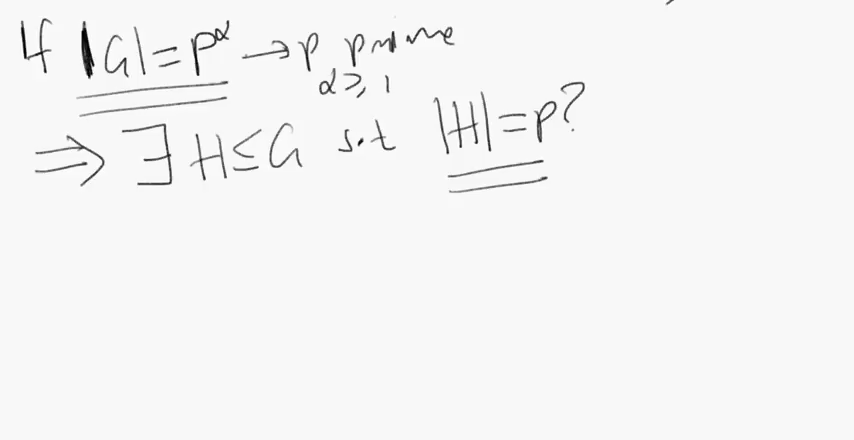 If |G| = p^α → p prime
α ≥ 1
⇒ ∃ H ≤ G s.t |H| = p?